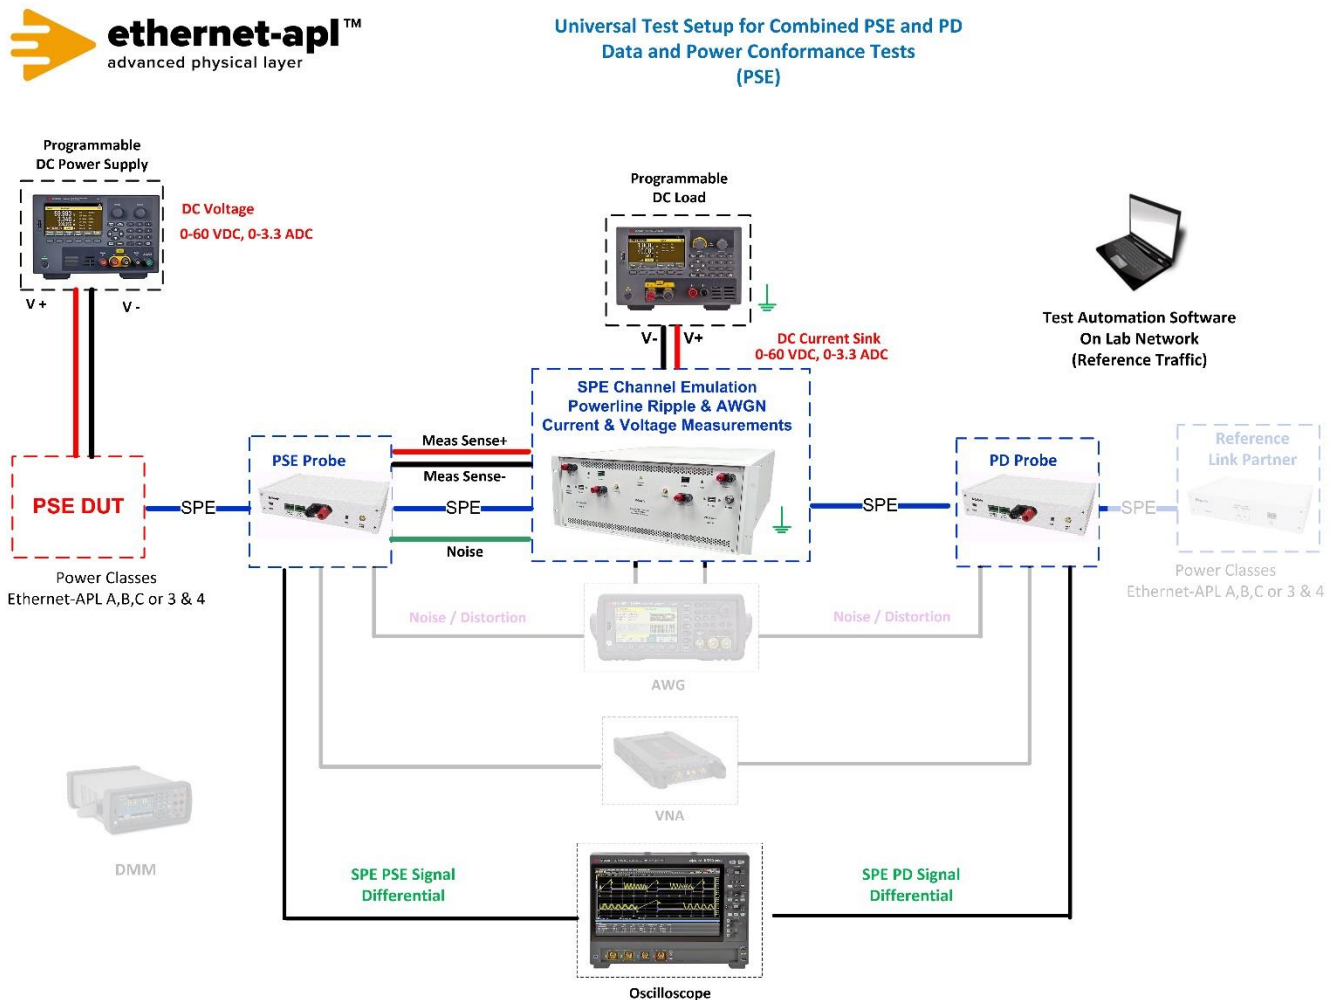 ethernet-apl™
advanced physical layer
Universal Test Setup for Combined PSE and PD
Data and Power Conformance Tests
(PSE)
Programmable
DC Power Supply
DC Voltage
0-60 VDC, 0-3.3 ADC
V +
V -
Programmable
DC Load
V-
V+
DC Current Sink
0-60 VDC, 0-3.3 ADC
Test Automation Software
On Lab Network
(Reference Traffic)
SPE Channel Emulation
Powerline Ripple & AWGN
Current & Voltage Measurements
PSE DUT
SPE
PSE Probe
Meas Sense+
Meas Sense-
SPE
Noise
SPE
PD Probe
SPE
Reference
Link Partner
Power Classes
Ethernet-APL A,B,C or 3 & 4
Power Classes
Ethernet-APL A,B,C or 3 & 4
Noise / Distortion
Noise / Distortion
AWG
VNA
DMM
SPE PSE Signal
Differential
SPE PD Signal
Differential
Oscilloscope